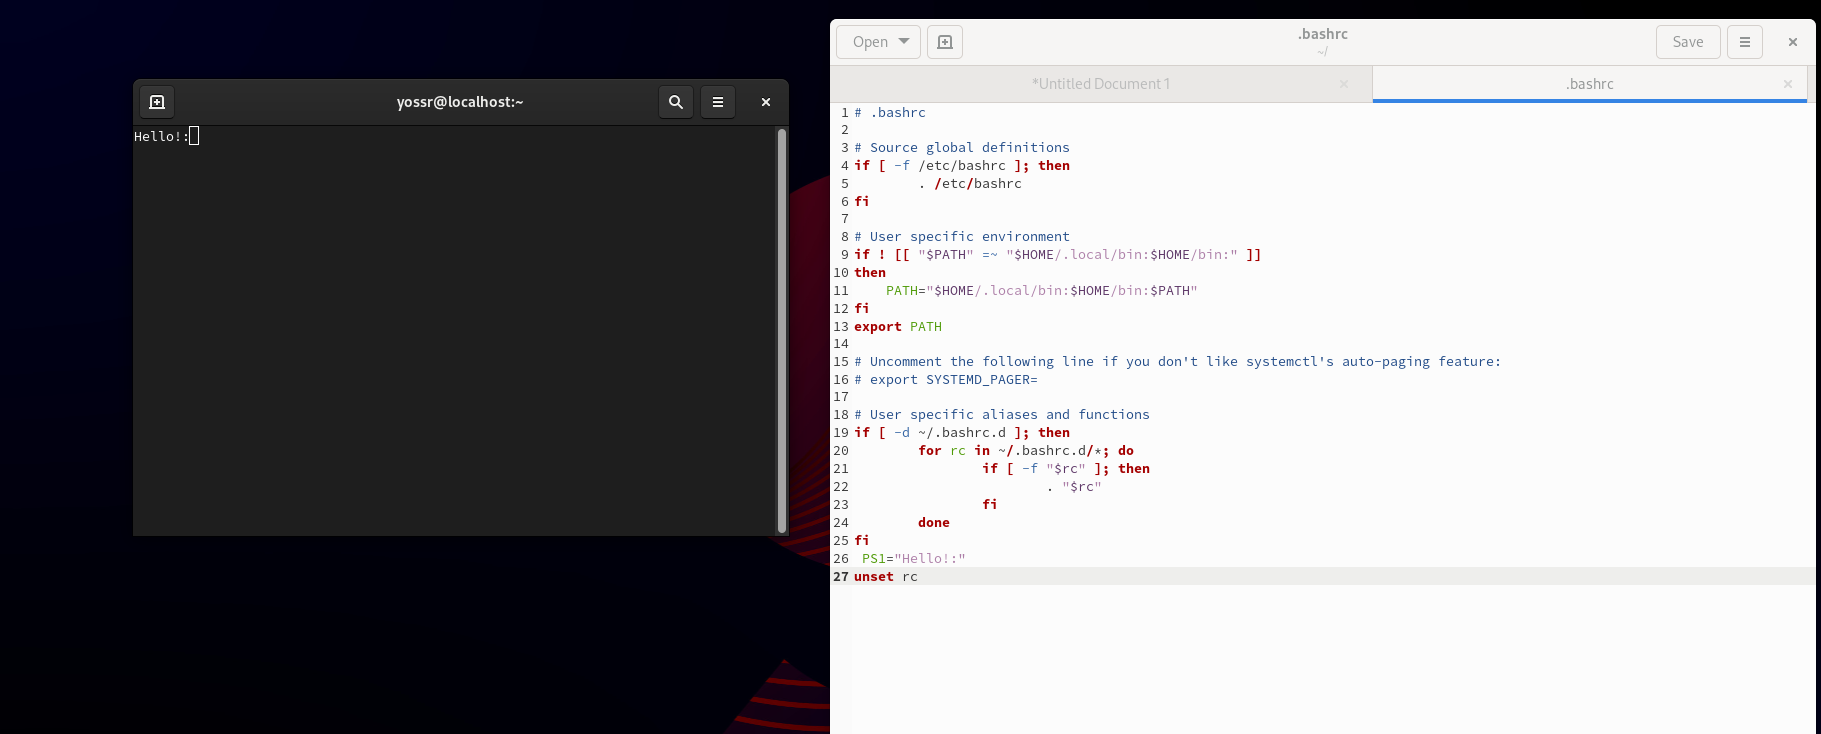 yossr@localhost:~
Hello!:
Open
.bashrc
~/
Save
*Untitled Document 1
.bashrc
1 # .bashrc
2
3 # Source global definitions
4 if [ -f /etc/bashrc ]; then
5         . /etc/bashrc
6 fi
7
8 # User specific environment
9 if ! [[ "$PATH" =~ "$HOME/.local/bin:$HOME/bin:" ]]
10 then
11     PATH="$HOME/.local/bin:$HOME/bin:$PATH"
12 fi
13 export PATH
14
15 # Uncomment the following line if you don't like systemctl's auto-paging feature:
16 # export SYSTEMD_PAGER=
17
18 # User specific aliases and functions
19 if [ -d ~/.bashrc.d ]; then
20         for rc in ~/.bashrc.d/*; do
21                 if [ -f "$rc" ]; then
22                         . "$rc"
23                 fi
24         done
25 fi
26  PS1="Hello!:"
27 unset rc